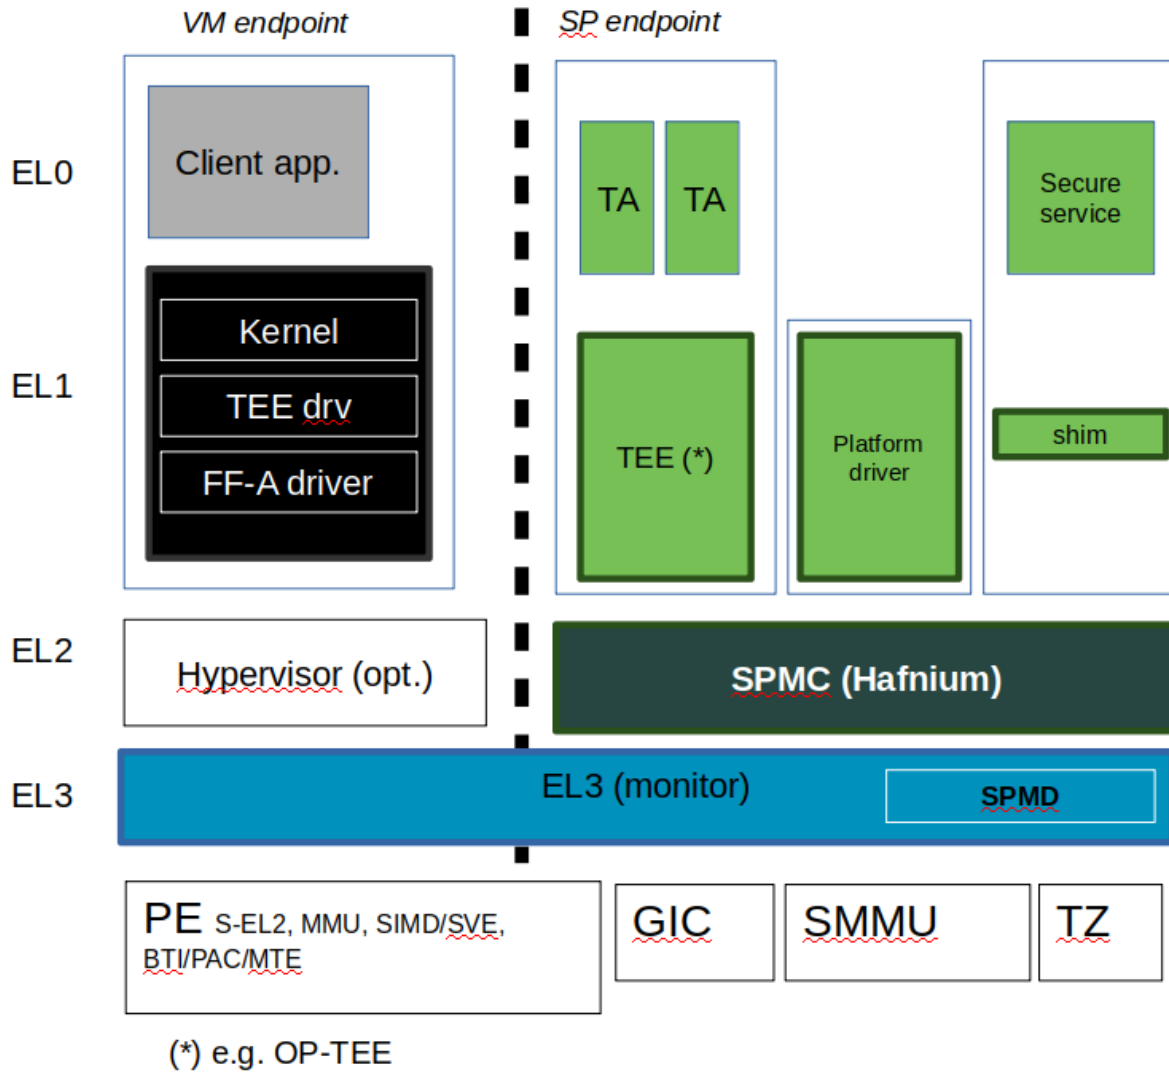 VM endpoint
SP endpoint
EL0
Client app.
TA
TA
Secure
service
EL1
Kernel
TEE drv
FF-A driver
TEE (*)
Platform
driver
shim
EL2
Hypervisor (opt.)
SPMC (Hafnium)
EL3
EL3 (monitor)
SPMD
PE S-EL2, MMU, SIMD/SVE,
BTI/PAC/MTE
GIC
SMMU
TZ
(*) e.g. OP-TEE